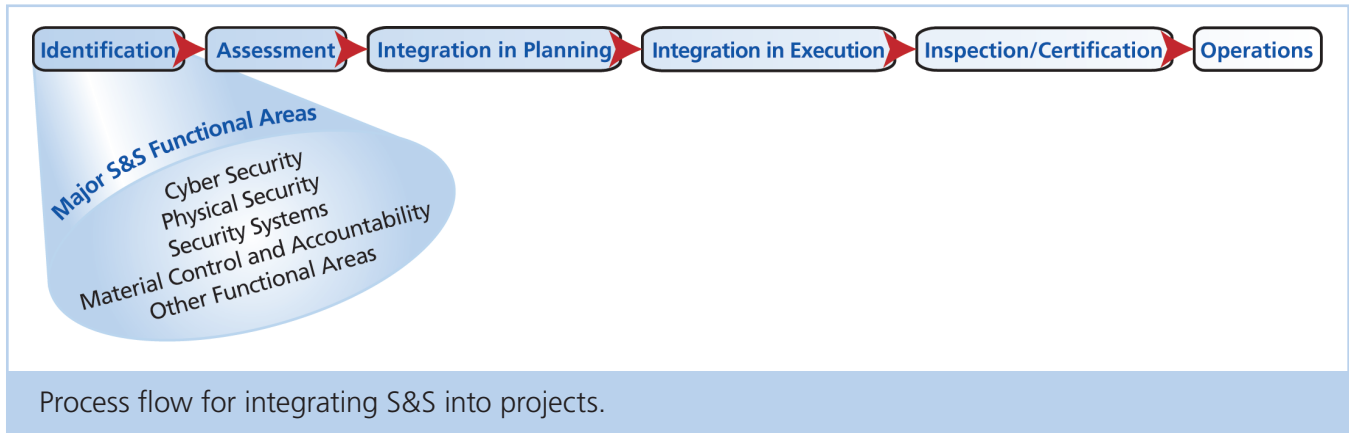 Identification Assessment Integration in Planning Integration in Execution Inspection/Certification Operations
Major S&S Functional Areas
Cyber Security
Physical Security
Security Systems
Material Control and Accountability
Other Functional Areas
Process flow for integrating S&S into projects.